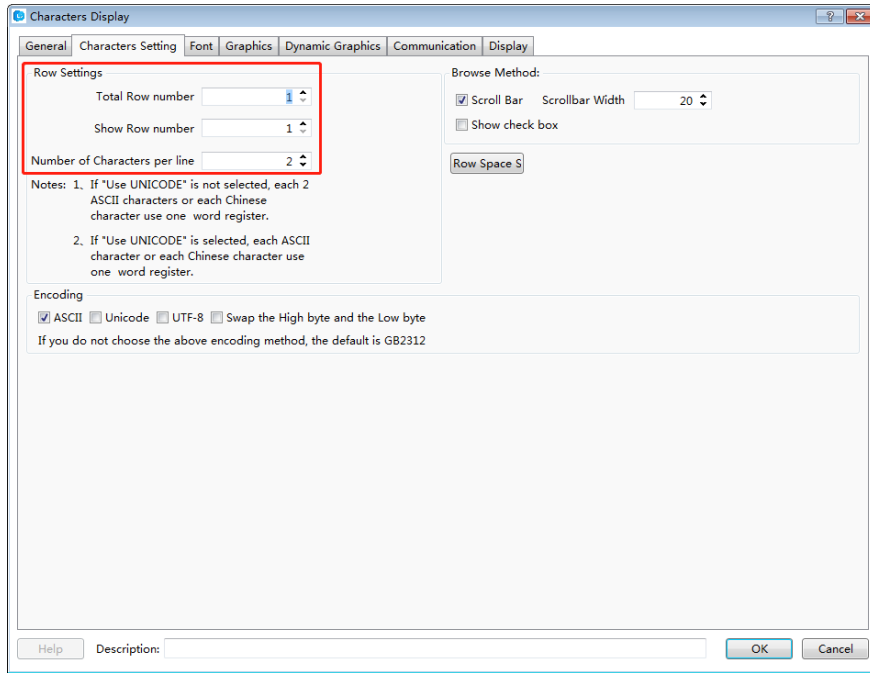 Characters Display
General Characters Setting Font Graphics Dynamic Graphics Communication Display
Row Settings
Total Row number 1
Show Row number 1
Number of Characters per line 2
Notes: 1、If "Use UNICODE" is not selected, each 2
ASCII characters or each Chinese
character use one word register.
2、If "Use UNICODE" is selected, each ASCII
character or each Chinese character use
one word register.
Browse Method:
Scroll Bar Scrollbar Width 20
Show check box
Row Space S
Encoding
ASCII Unicode UTF-8 Swap the High byte and the Low byte
If you do not choose the above encoding method, the default is GB2312
Help Description: OK Cancel